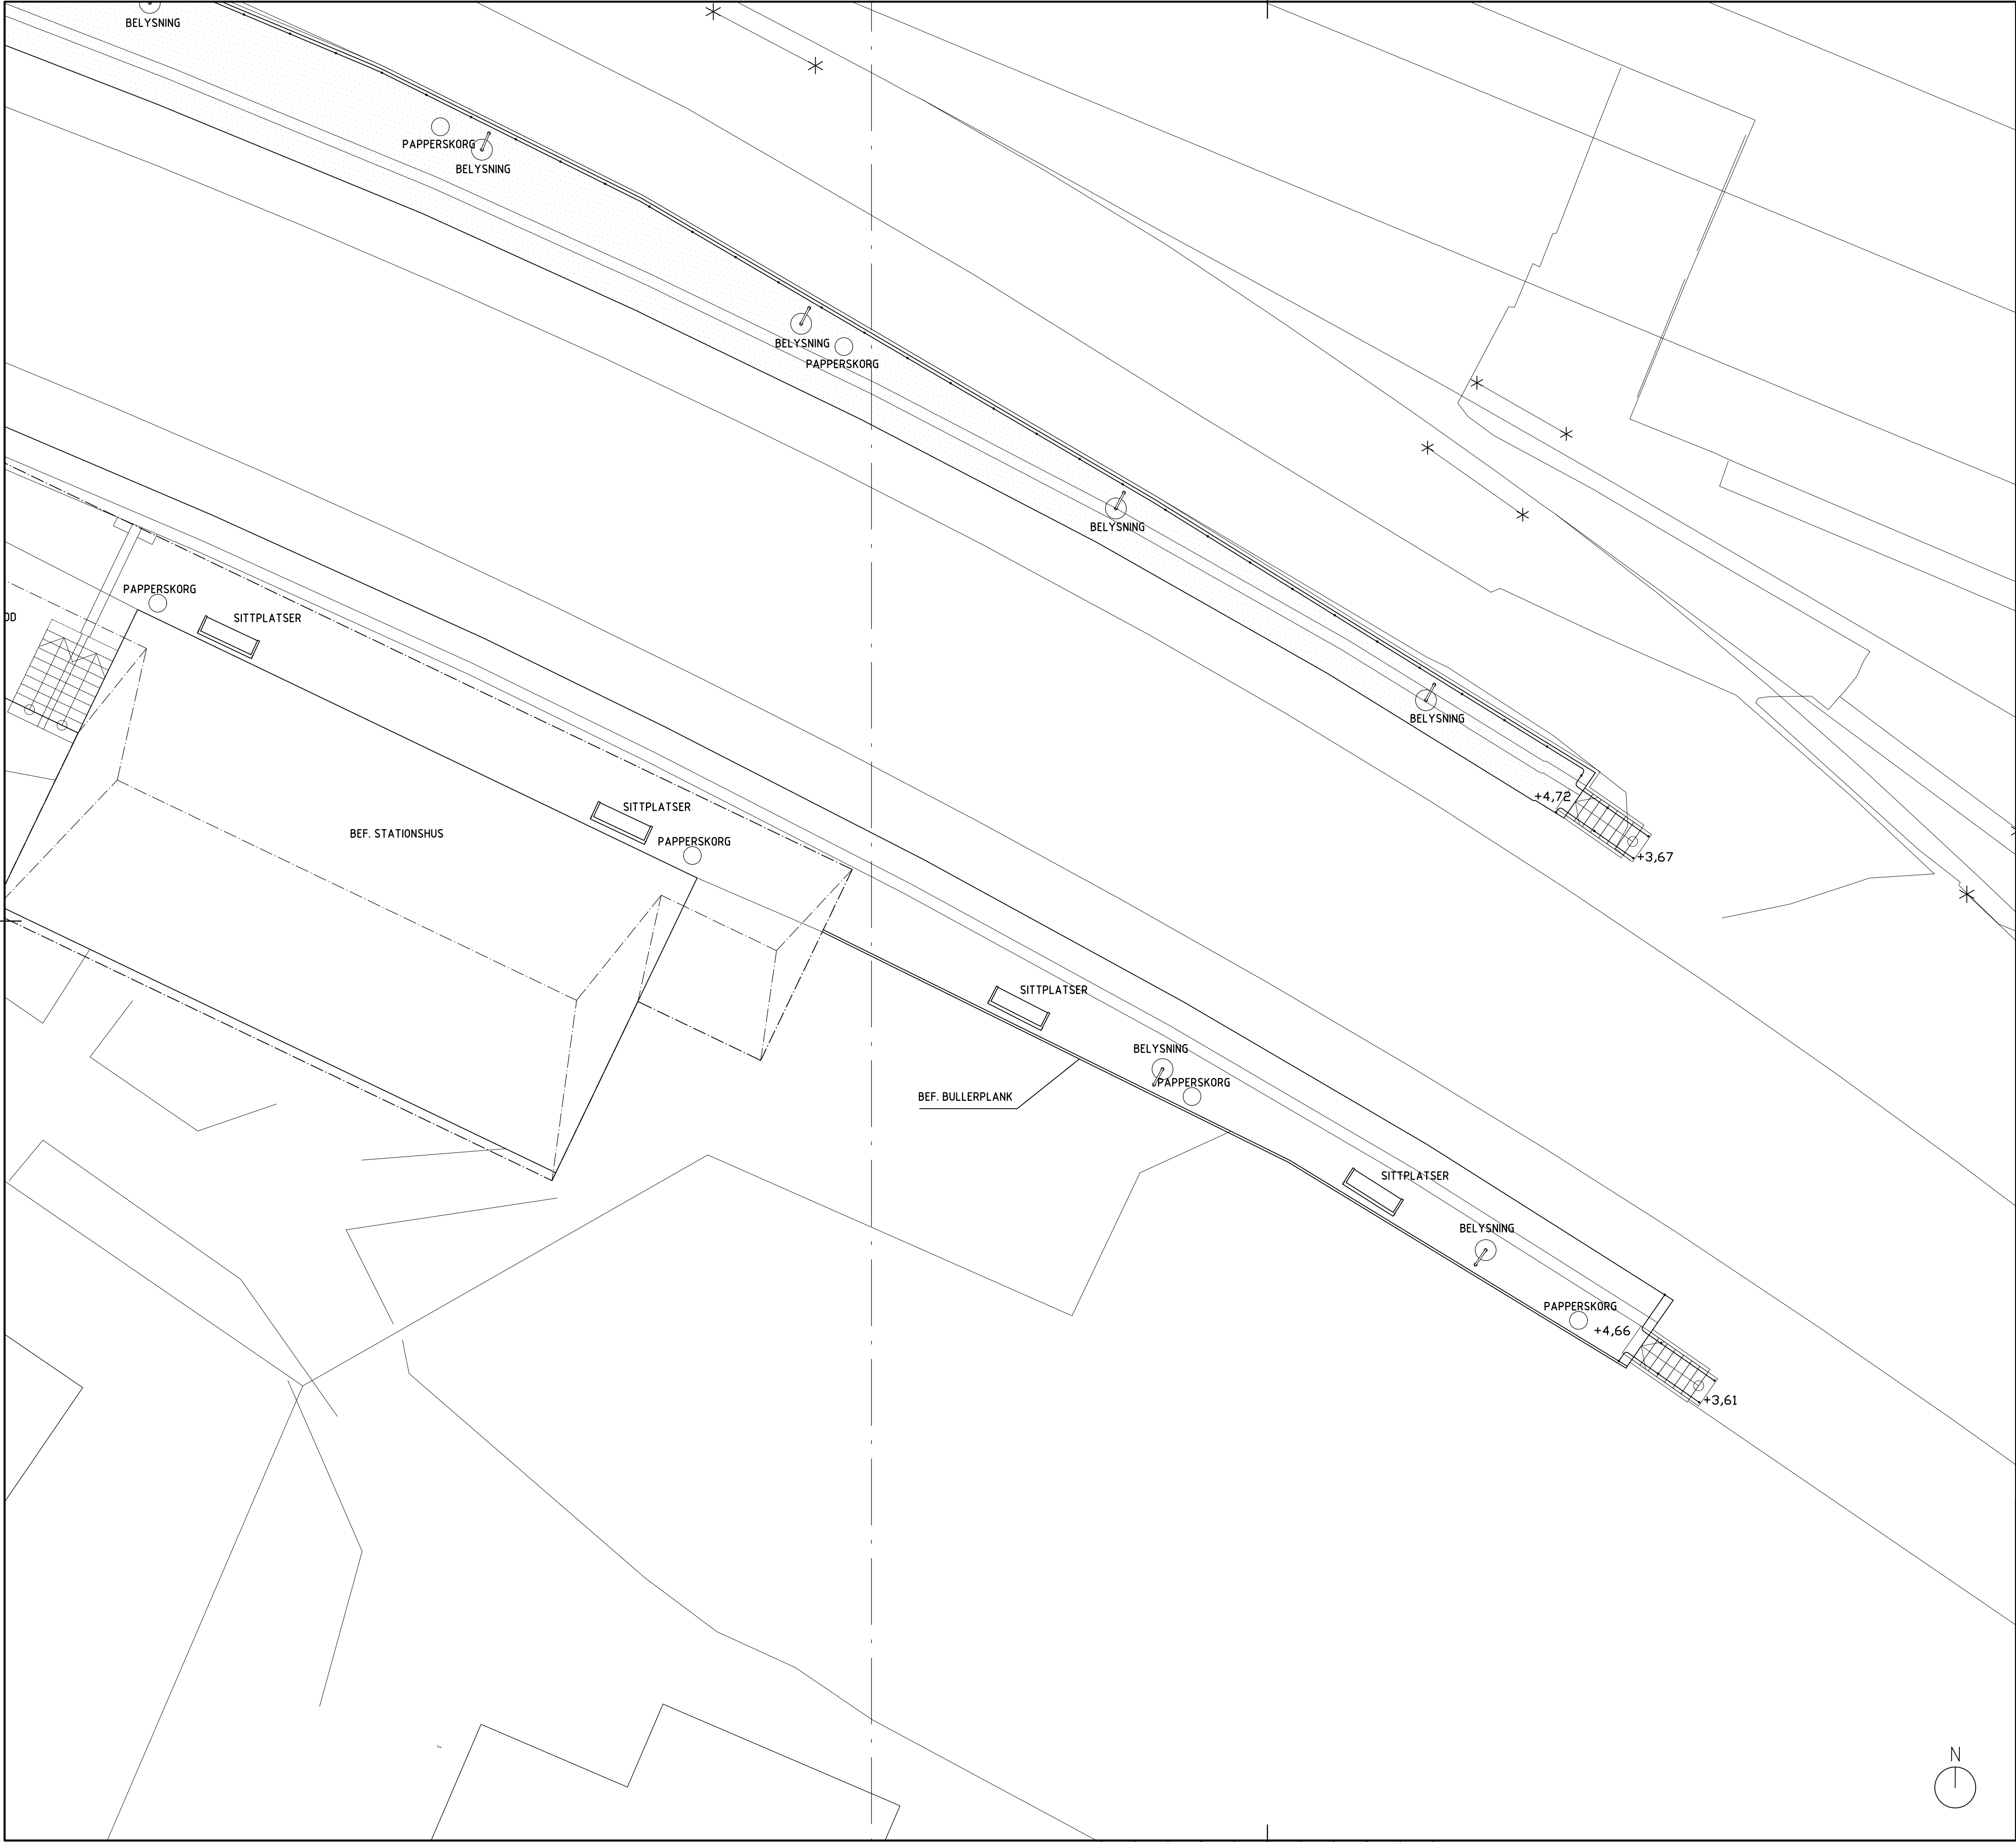 BELYSNING
PAPPERSKORG
BELYSNING
BELYSNING
PAPPERSKORG
BELYSNING
PAPPERSKORG
SITTPLATSER
BELYSNING
+4,72
+3,67
SITTPLATSER
PAPPERSKORG
BEF. STATIONSHUS
SITTPLATSER
BELYSNING
PAPPERSKORG
BEF. BULLERPLANK
SITTPLATSER
BELYSNING
PAPPERSKORG
+4,66
+3,61
N